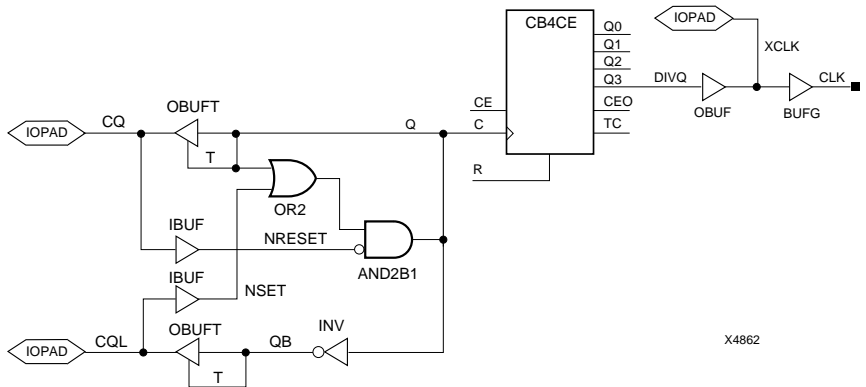 CB4CE
IOPAD
Q0
Q1
Q2
Q3
XCLK
DIVQ
CLK
OBUF
BUFG
CE
CEO
C
TC
R
OBUFT
IOPAD
CQ
Q
T
OR2
IBUF
NRESET
AND2B1
IBUF
NSET
OBUFT
QB
INV
IOPAD
CQL
T
X4862